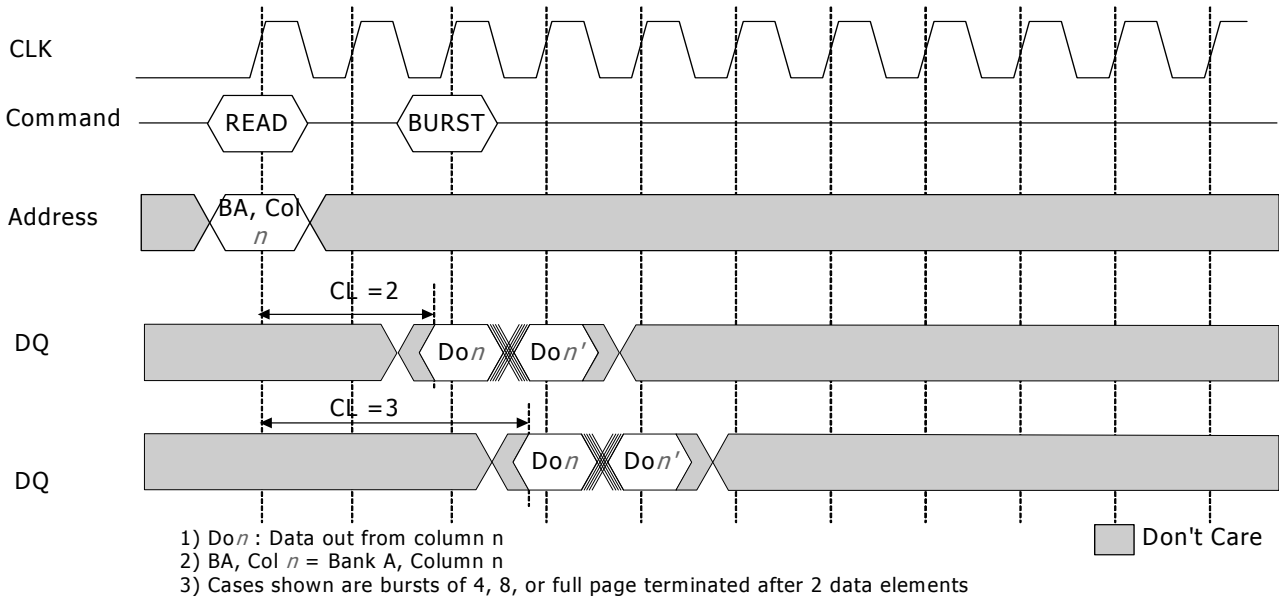 CLK
Command
READ
BURST
Address
BA, Col
n
CL =2
DQ
Don
Don'
CL =3
DQ
Don
Don'
1) Don : Data out from column n
2) BA, Col n = Bank A, Column n
3) Cases shown are bursts of 4, 8, or full page terminated after 2 data elements
Don't Care